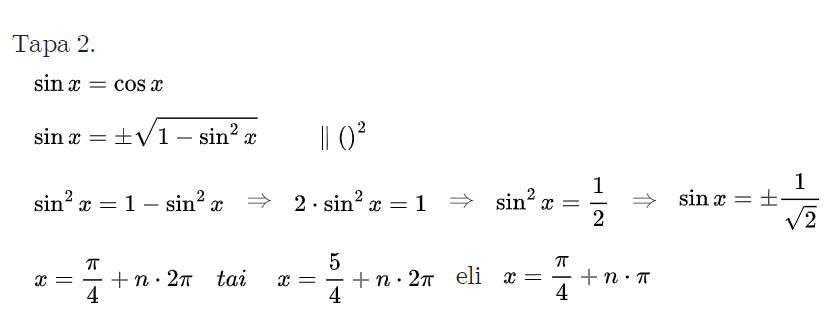 Tapa 2.
sin x = cos x
sin x = ±√(1 − sin² x) ‖ ()²
sin² x = 1 − sin² x ⇒ 2 · sin² x = 1 ⇒ sin² x = 1/2 ⇒ sin x = ±1/√2
x = π/4 + n · 2π tai x = 5/4 + n · 2π eli x = π/4 + n · π